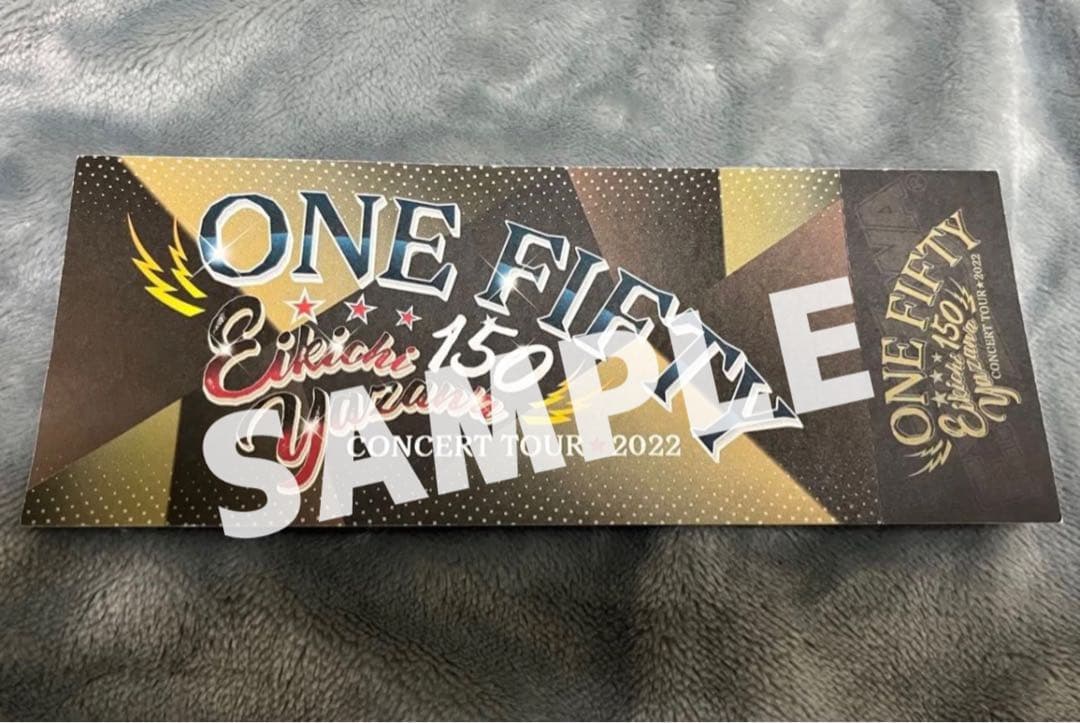 ONE FIFTY
Eikichi 150
Yazawa
CONCERT TOUR★2022
SAMPLE
ONE FIFTY
Eikichi 150
Yazawa
CONCERT TOUR★2022